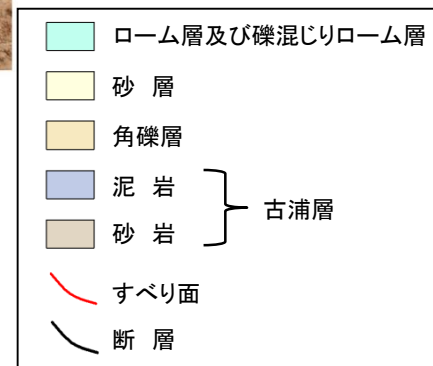 ローム層及び礫混じりローム層
砂 層
角礫層
泥 岩
砂 岩
古浦層
すべり面
断 層